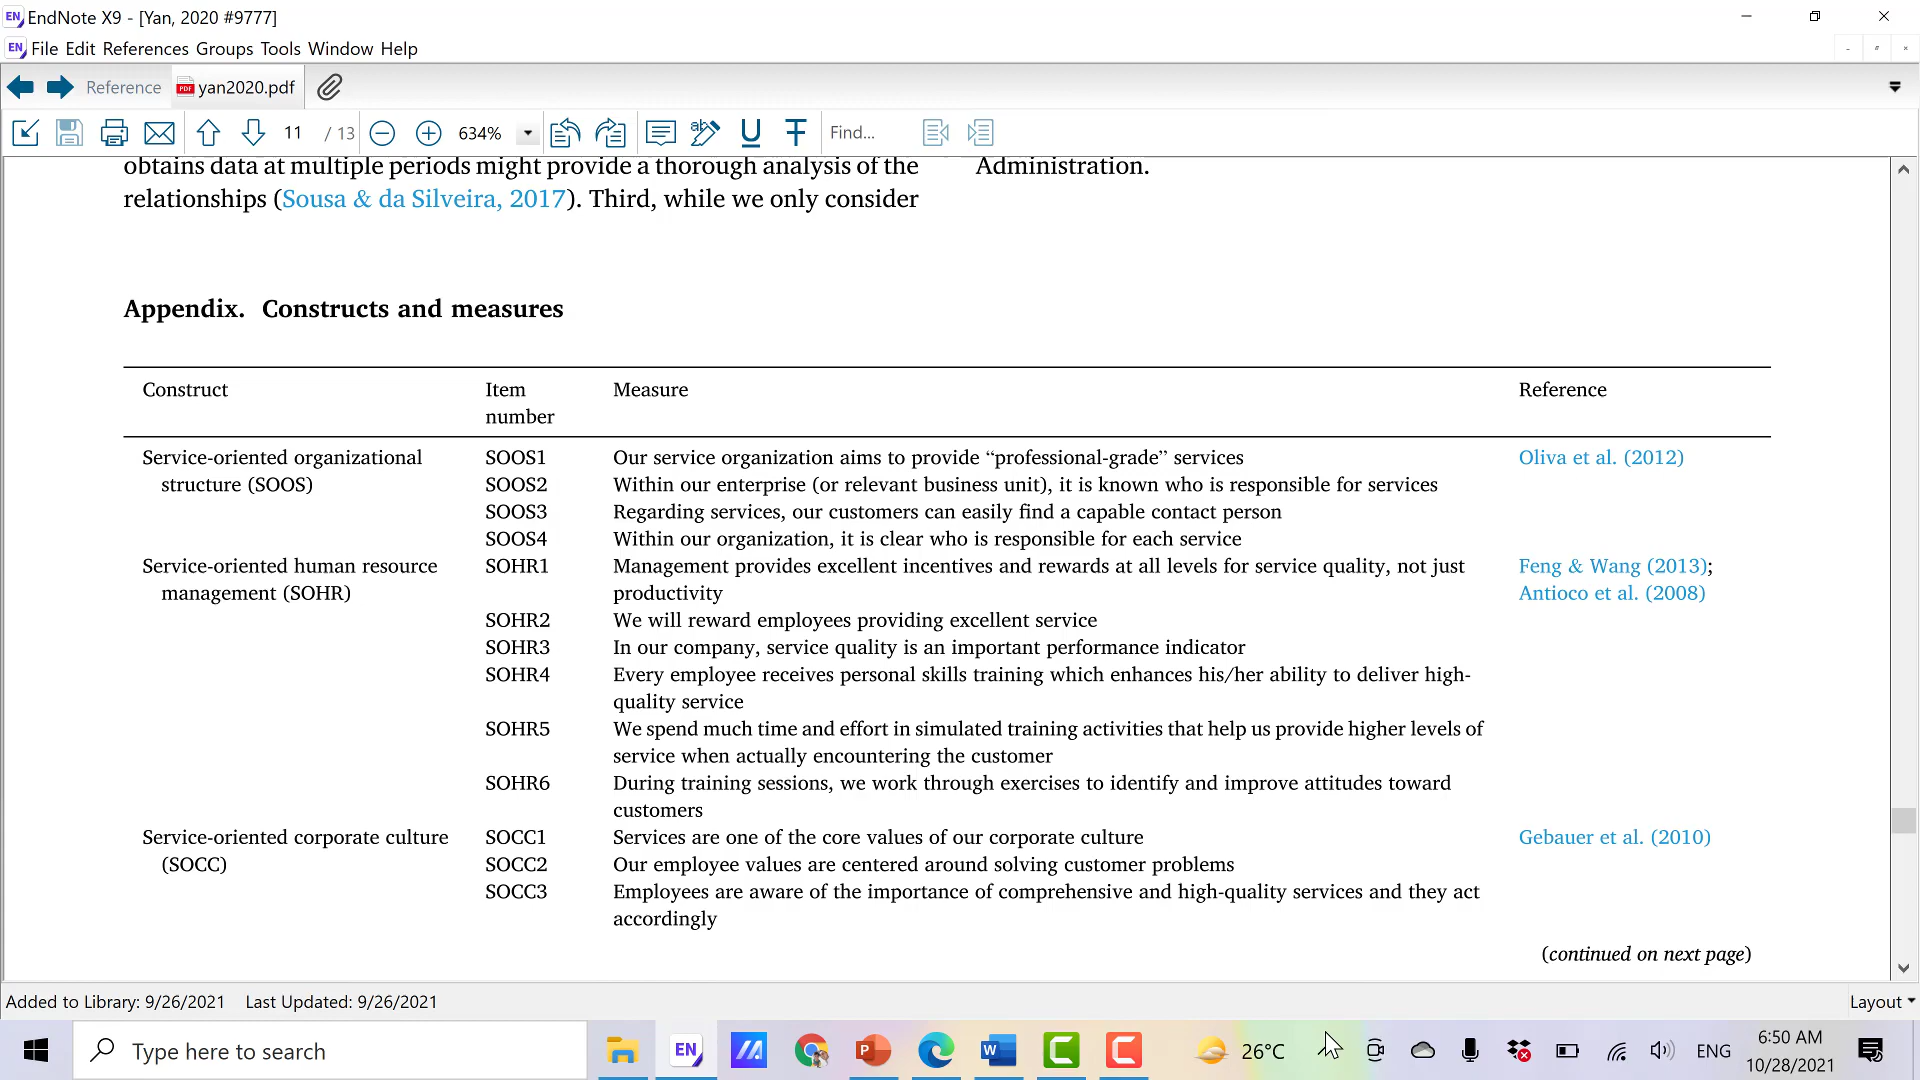 EndNote X9 - [Yan, 2020 #9777]
File Edit References Groups Tools Window Help
Reference yan2020.pdf
11 / 13 634% Find...
obtains data at multiple periods might provide a thorough analysis of the
relationships (Sousa & da Silveira, 2017). Third, while we only consider
Administration.
Appendix. Constructs and measures
Construct Item number Measure Reference
Service-oriented organizational structure (SOOS) SOOS1 Our service organization aims to provide “professional-grade” services Oliva et al. (2012)
SOOS2 Within our enterprise (or relevant business unit), it is known who is responsible for services
SOOS3 Regarding services, our customers can easily find a capable contact person
SOOS4 Within our organization, it is clear who is responsible for each service
Service-oriented human resource management (SOHR) SOHR1 Management provides excellent incentives and rewards at all levels for service quality, not just productivity Feng & Wang (2013); Antioco et al. (2008)
SOHR2 We will reward employees providing excellent service
SOHR3 In our company, service quality is an important performance indicator
SOHR4 Every employee receives personal skills training which enhances his/her ability to deliver high-
quality service
SOHR5 We spend much time and effort in simulated training activities that help us provide higher levels of
service when actually encountering the customer
SOHR6 During training sessions, we work through exercises to identify and improve attitudes toward
customers
Service-oriented corporate culture (SOCC) SOCC1 Services are one of the core values of our corporate culture Gebauer et al. (2010)
SOCC2 Our employee values are centered around solving customer problems
SOCC3 Employees are aware of the importance of comprehensive and high-quality services and they act
accordingly
(continued on next page)
Added to Library: 9/26/2021 Last Updated: 9/26/2021 Layout
Type here to search
26°C ENG 6:50 AM
10/28/2021